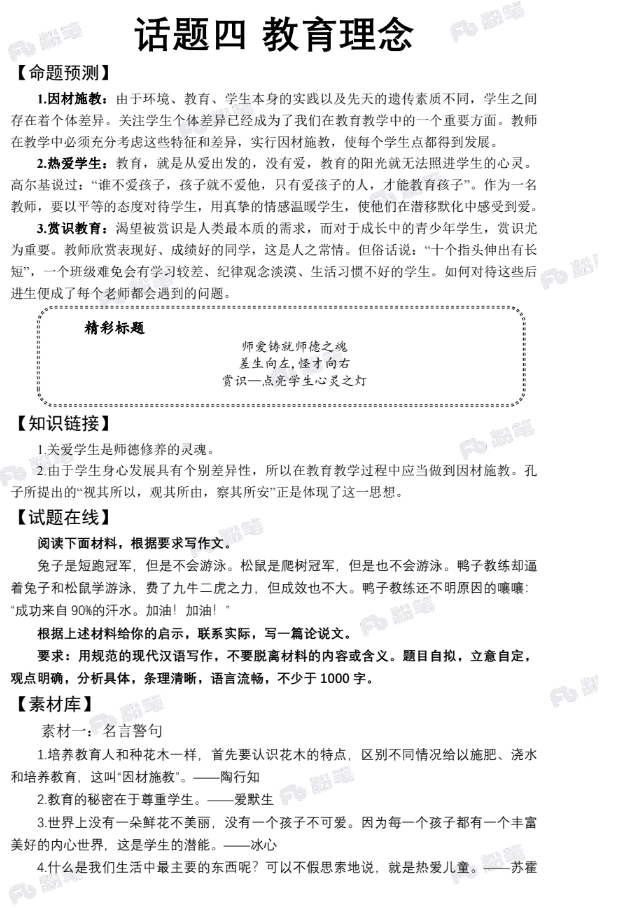 话题四 教育理念
【命题预测】
1.因材施教：由于环境、教育、学生本身的实践以及先天的遗传素质不同，学生之间
存在着个体差异。关注学生个体差异已经成为了我们在教育教学中的一个重要方面。教师
在教学中必须充分考虑这些特征和差异，实行因材施教，使每个学生点都得到发展。
2.热爱学生：教育，就是从爱出发的，没有爱，教育的阳光就无法照进学生的心灵。
高尔基说过：“谁不爱孩子，孩子就不爱他，只有爱孩子的人，才能教育孩子”。作为一名
教师，要以平等的态度对待学生，用真挚的情感温暖学生，使他们在潜移默化中感受到爱。
3.赏识教育：渴望被赏识是人类最本质的需求，而对于成长中的青少年学生，赏识尤
为重要。教师欣赏表现好、成绩好的同学，这是人之常情。但俗话说：“十个指头伸出有长
短”，一个班级难免会有学习较差、纪律观念淡漠、生活习惯不好的学生。如何对待这些后
进生便成了每个老师都会遇到的问题。
精彩标题
师爱铸就师德之魂
差生向左,怪才向右
赏识—点亮学生心灵之灯
【知识链接】
1.关爱学生是师德修养的灵魂。
2.由于学生身心发展具有个别差异性，所以在教育教学过程中应当做到因材施教。孔
子所提出的“视其所以，观其所由，察其所安”正是体现了这一思想。
【试题在线】
阅读下面材料，根据要求写作文。
兔子是短跑冠军，但是不会游泳。松鼠是爬树冠军，但是也不会游泳。鸭子教练却逼
着兔子和松鼠学游泳，费了九牛二虎之力，但成效也不大。鸭子教练还不明原因的嚷嚷：
“成功来自 90%的汗水。加油！加油！”
根据上述材料给你的启示，联系实际，写一篇论说文。
要求：用规范的现代汉语写作，不要脱离材料的内容或含义。题目自拟，立意自定，
观点明确，分析具体，条理清晰，语言流畅，不少于 1000 字。
【素材库】
素材一：名言警句
1.培养教育人和种花木一样，首先要认识花木的特点，区别不同情况给以施肥、浇水
和培养教育，这叫“因材施教”。——陶行知
2.教育的秘密在于尊重学生。——爱默生
3.世界上没有一朵鲜花不美丽，没有一个孩子不可爱。因为每一个孩子都有一个丰富
美好的内心世界，这是学生的潜能。——冰心
4.什么是我们生活中最主要的东西呢？可以不假思索地说，就是热爱儿童。——苏霍
粉笔